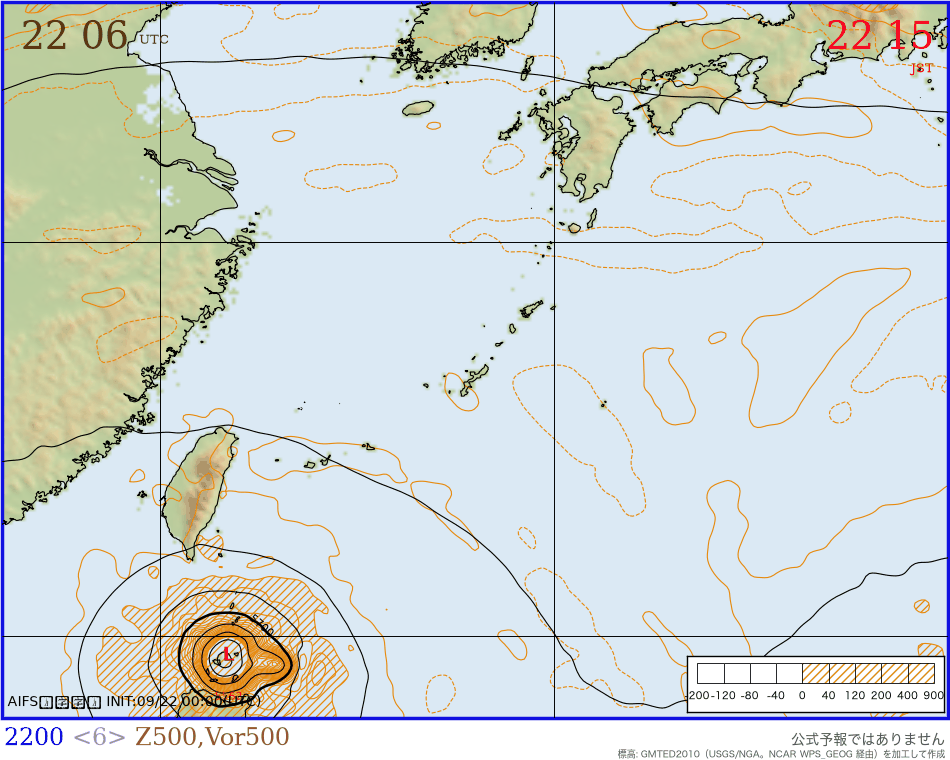 22 06 UTC
22 15
JST
5700
L
AIFS INIT:09/22 00:00(UTC)
-200 -120 -80 -40 0 40 120 200 400 900
2200 <6> Z500,Vor500
公式予報ではありません
標高: GMTED2010（USGS/NGA。NCAR WPS_GEOG 経由）を加工して作成